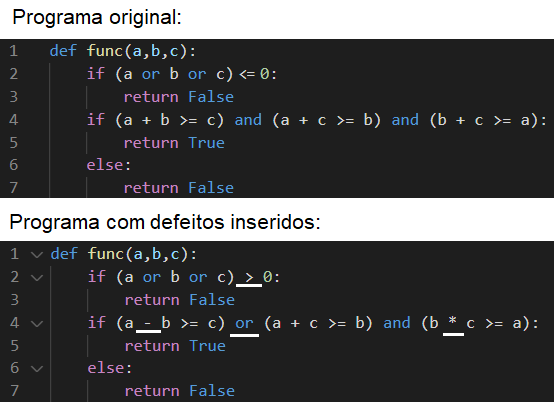 Programa original:
1 def func(a,b,c):
2 if (a or b or c)<=0:
3 return False
4 if (a + b >= c) and (a + c >= b) and (b + c >= a):
5 return True
6 else:
7 return False
Programa com defeitos inseridos:
1 def func(a,b,c):
2 if (a or b or c) > 0:
3 return False
4 if (a - b >= c) or (a + c >= b) and (b * c >= a):
5 return True
6 else:
7 return False